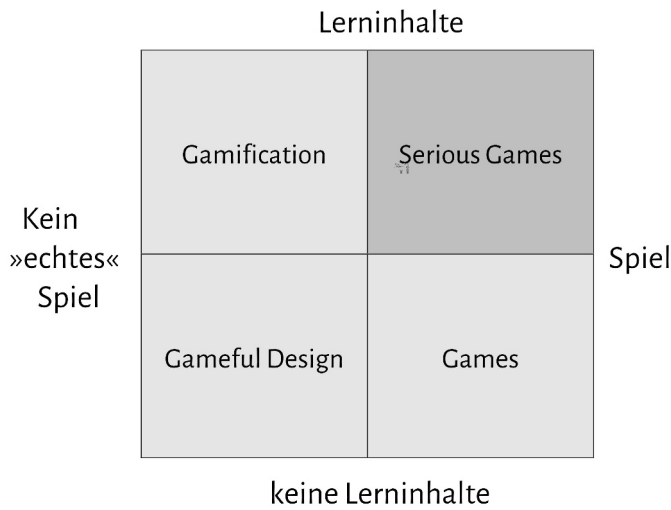 Lerninhalte
Gamification
Serious Games
Kein
»echtes«
Spiel
Spiel
Gameful Design
Games
keine Lerninhalte